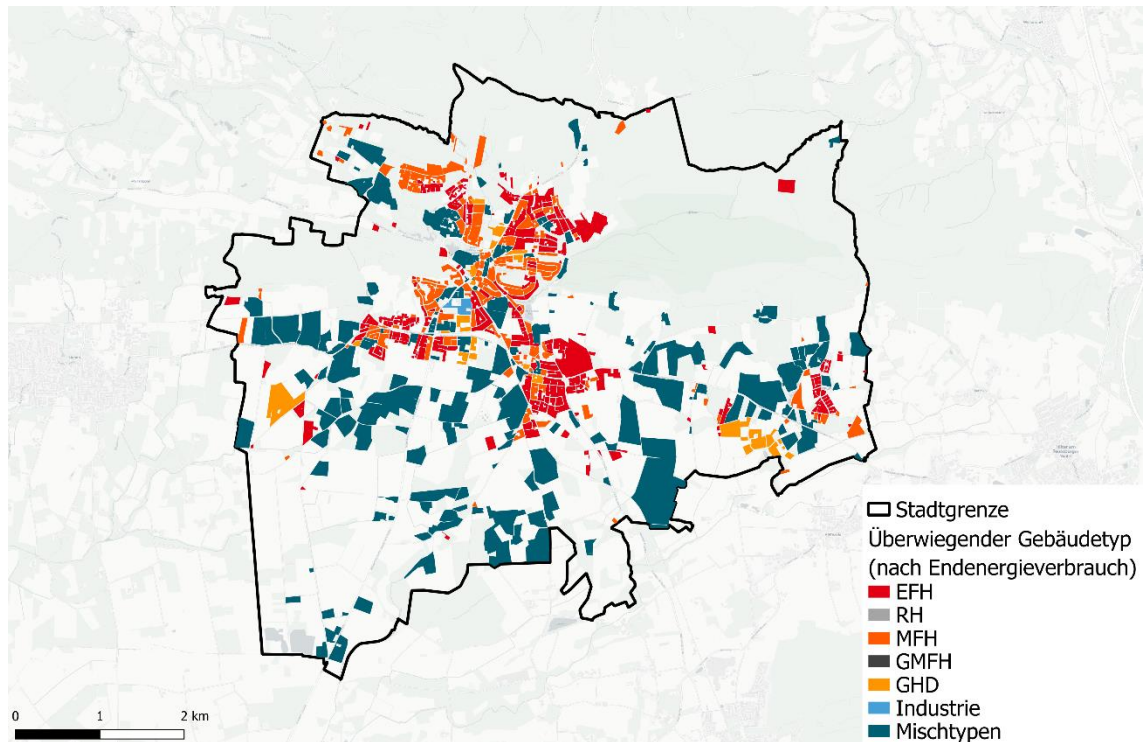 Stadtgrenze
Überwiegender Gebäudetyp
(nach Endenergieverbrauch)
EFH
RH
MFH
GMFH
GHD
Industrie
Mischtypen
0 1 2 km